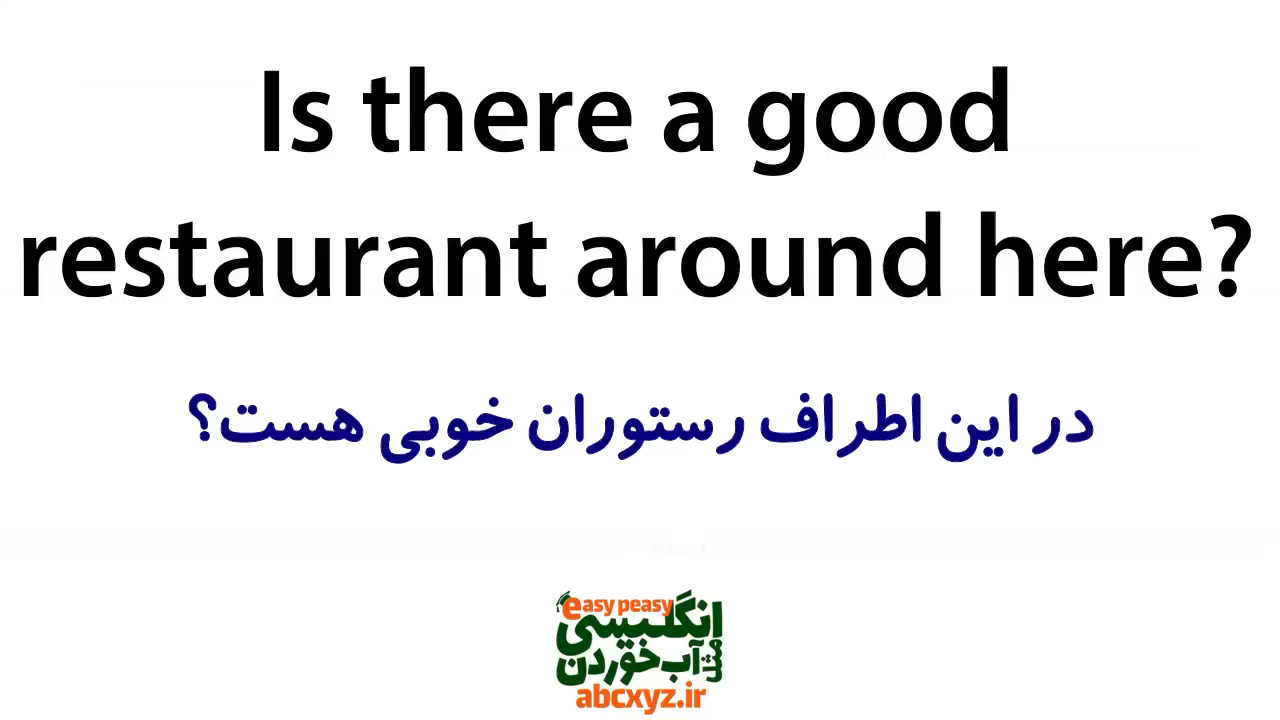 Is there a good
restaurant around here?
در این اطراف رستوران خوبی هست؟
easy peasy
انگلیسی
مثل آب خوردن
abcxyz.ir